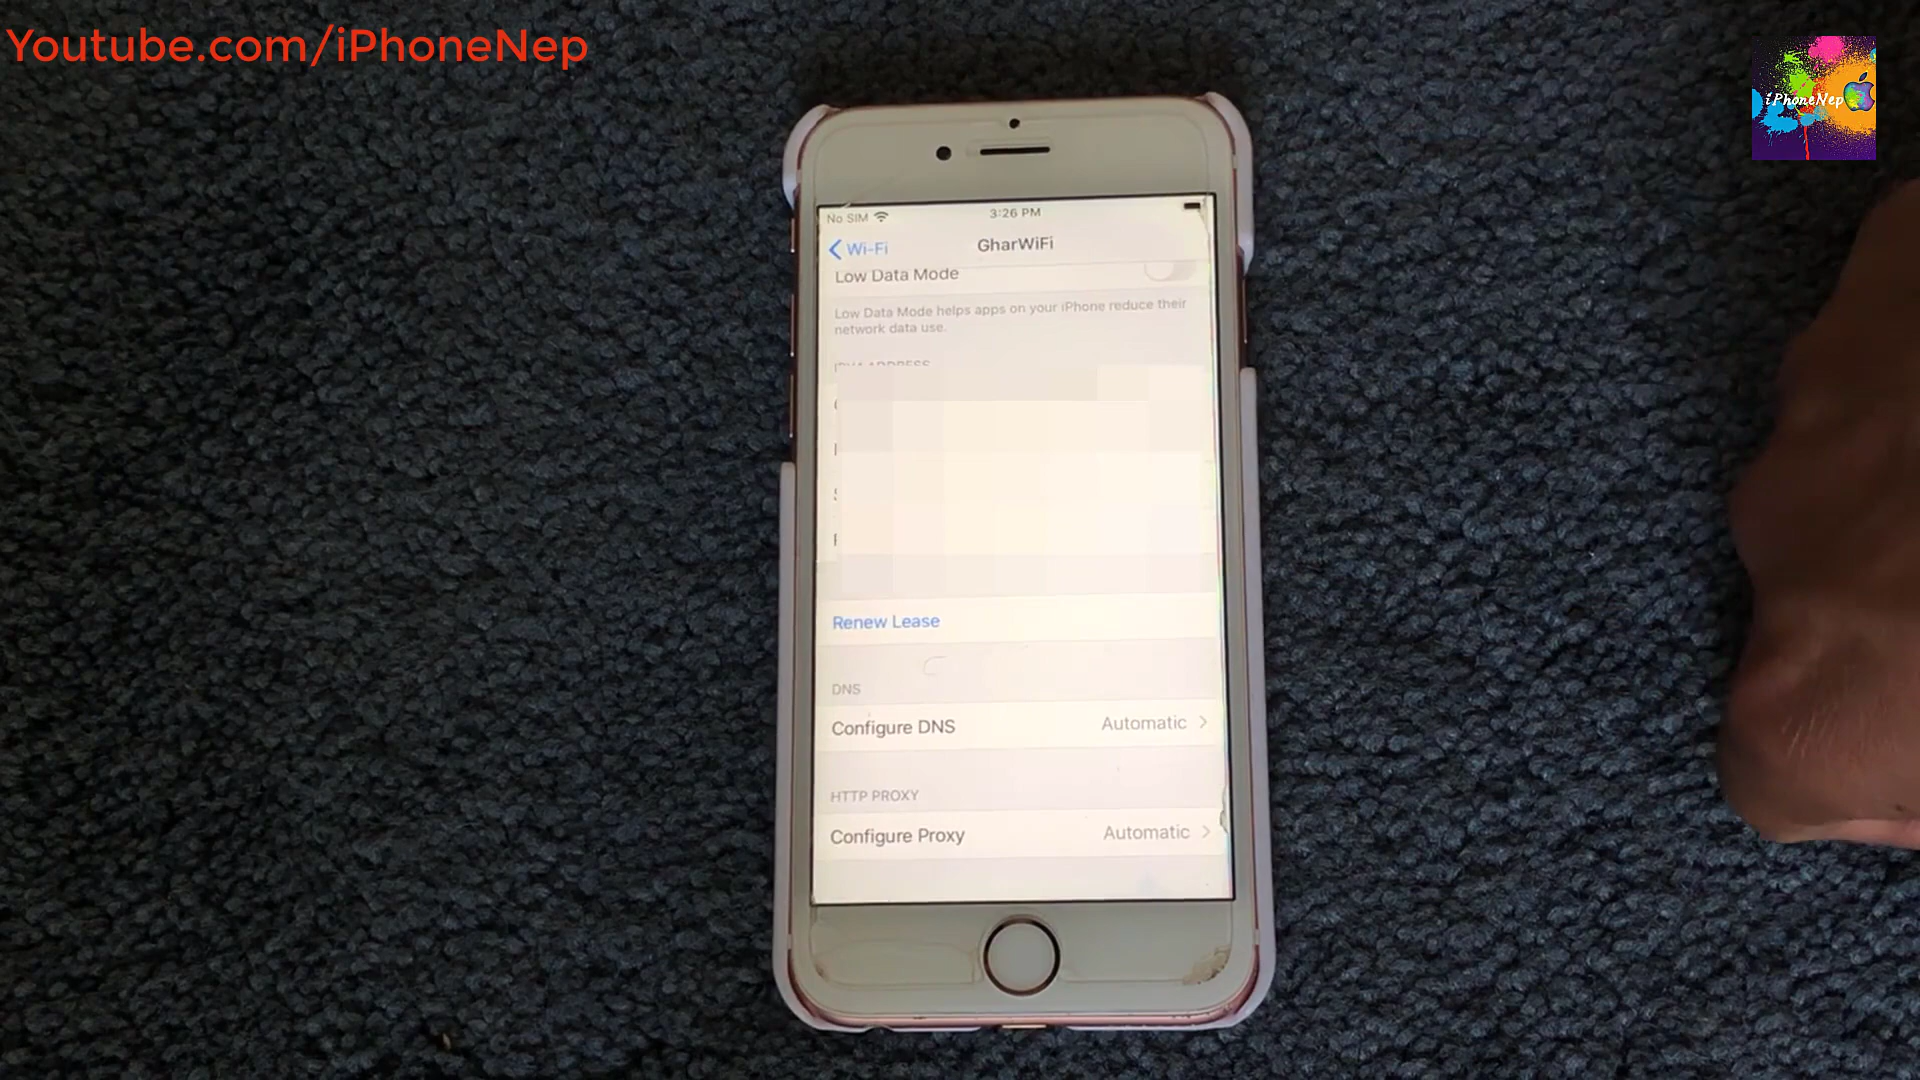 Youtube.com/iPhoneNep
iPhoneNep
No SIM
3:26 PM
Wi-Fi
GharWiFi
Low Data Mode
Low Data Mode helps apps on your iPhone reduce their
network data use.
Renew Lease
DNS
Configure DNS
Automatic
HTTP PROXY
Configure Proxy
Automatic